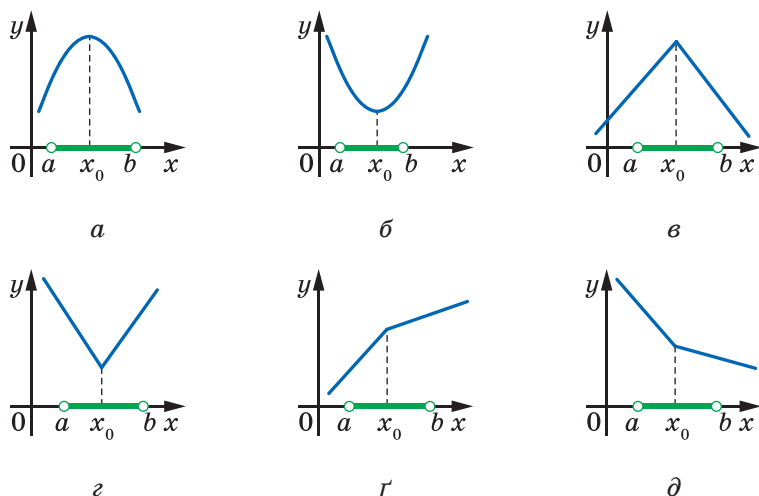 y y y
0 a x₀ b x 0 a x₀ b x 0 a x₀ b x
а б в
y y y
0 a x₀ b x 0 a x₀ b x 0 a x₀ b x
г ґ д